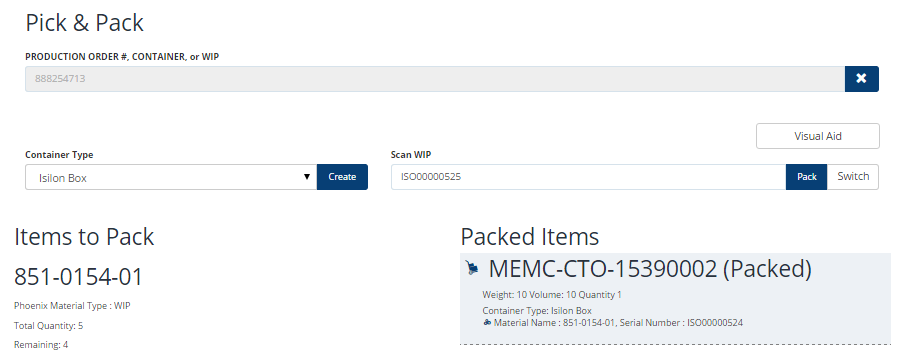 Pick & Pack
PRODUCTION ORDER #, CONTAINER, or WIP
888254713
Visual Aid
Container Type
Scan WIP
Isilon Box
Create
ISO00000525
Pack
Switch
Items to Pack
Packed Items
851-0154-01
MEMC-CTO-15390002 (Packed)
Phoenix Material Type : WIP
Weight: 10 Volume: 10 Quantity 1
Container Type: Isilon Box
Total Quantity: 5
Material Name : 851-0154-01, Serial Number : ISO00000524
Remaining: 4